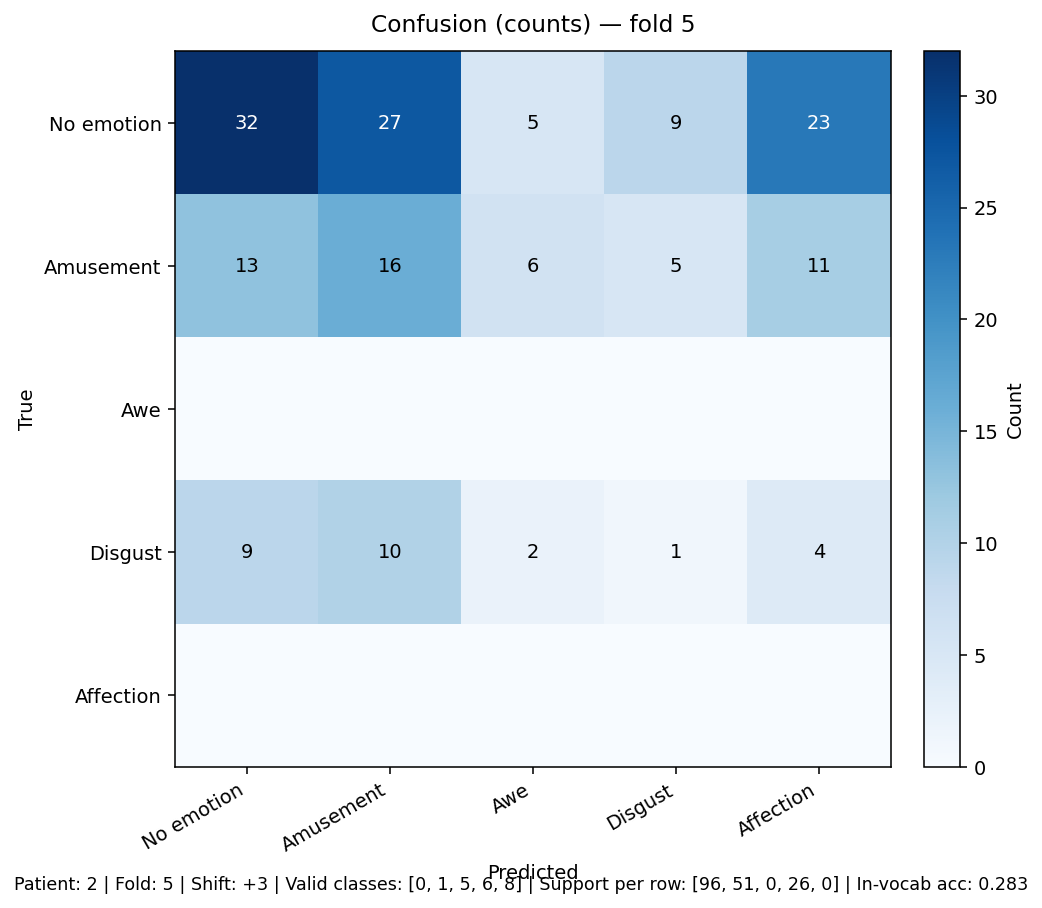 Confusion (counts) — fold 5
No emotion 32 27 5 9 23
Amusement 13 16 6 5 11
Awe
Disgust 9 10 2 1 4
Affection
True
No emotion Amusement Awe Disgust Affection
Predicted
30
25
20
15
10
5
0
Count
Patient: 2 | Fold: 5 | Shift: +3 | Valid classes: [0, 1, 5, 6, 8] | Support per row: [96, 51, 0, 26, 0] | In-vocab acc: 0.283